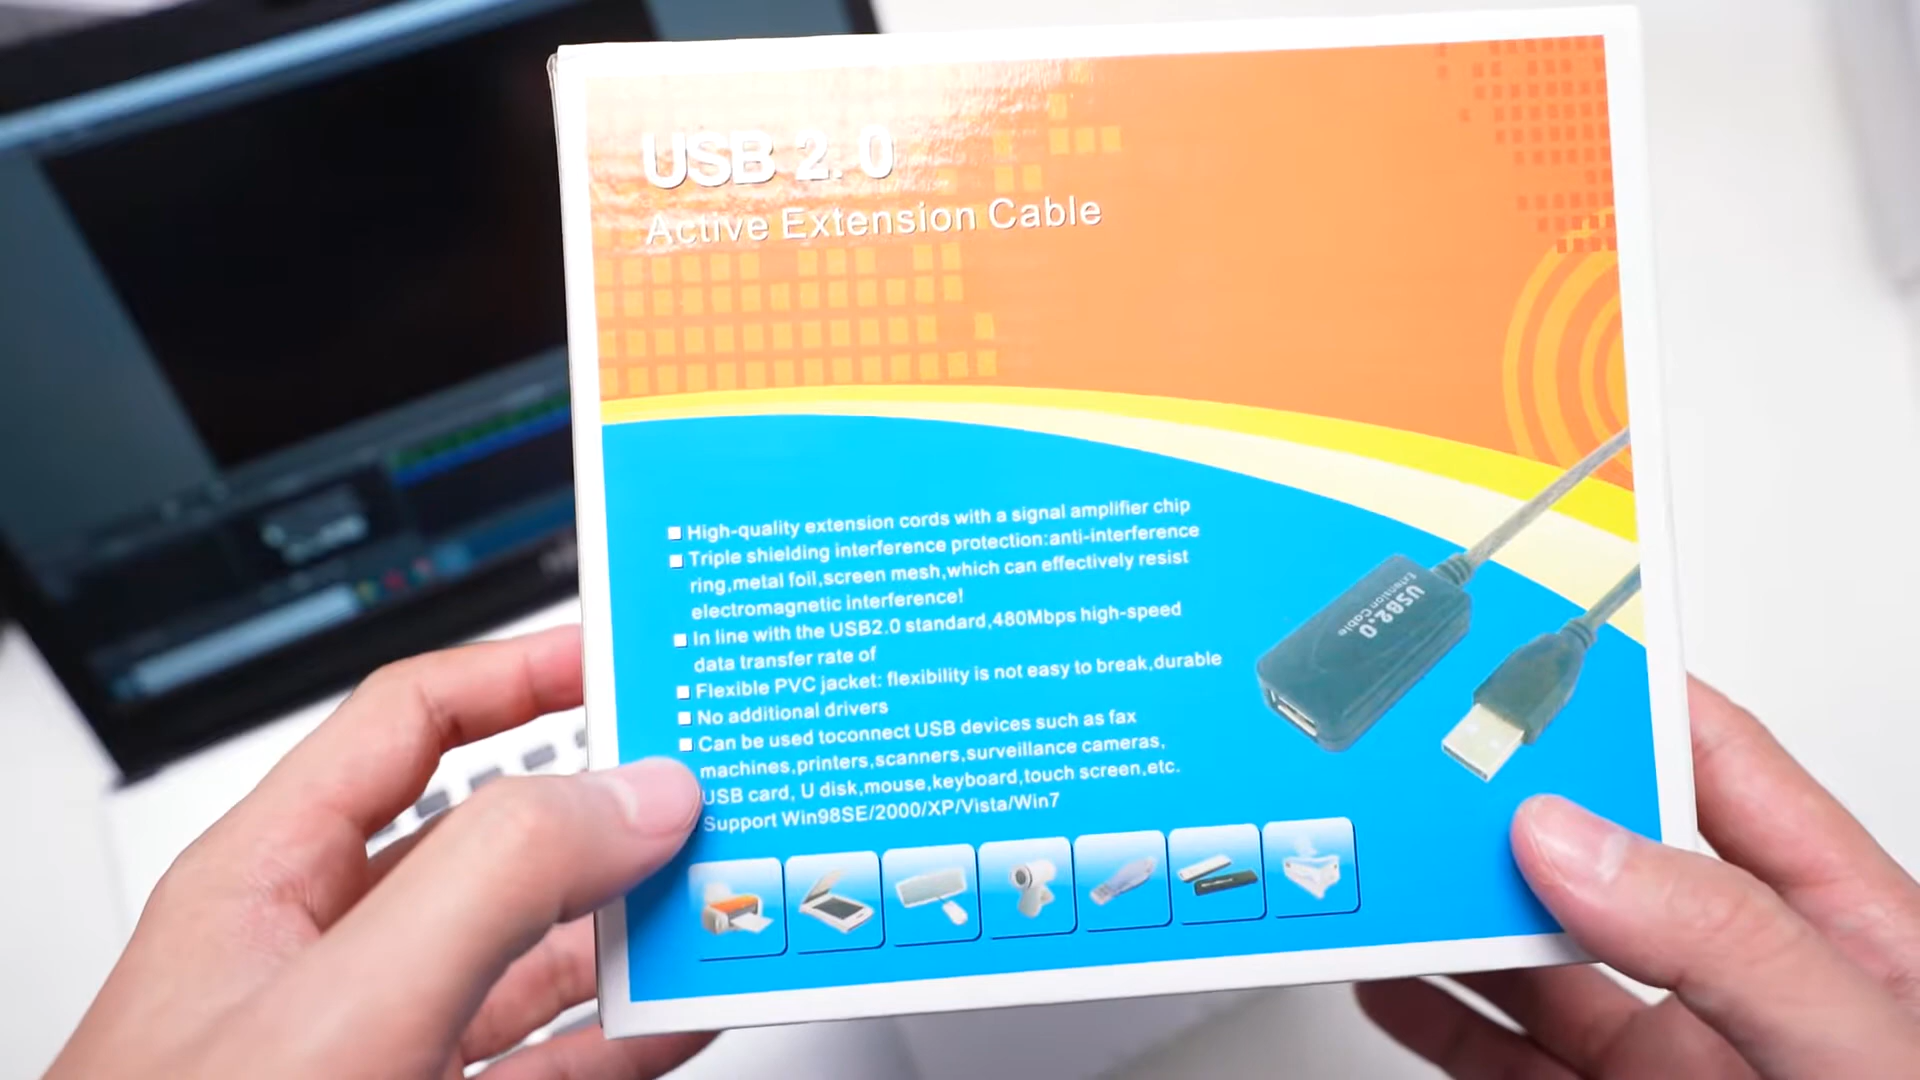 USB 2.0
Active Extension Cable
High-quality extension cords with a signal amplifier chip
Triple shielding interference protection:anti-interference
ring,metal foil,screen mesh,which can effectively resist
electromagnetic interference!
In line with the USB2.0 standard,480Mbps high-speed
data transfer rate of
Flexible PVC jacket: flexibility is not easy to break,durable
No additional drivers
Can be used toconnect USB devices such as fax
machines,printers,scanners,surveillance cameras,
USB card, U disk,mouse,keyboard,touch screen,etc.
Support Win98SE/2000/XP/Vista/Win7
USB2.0
Extension Cable